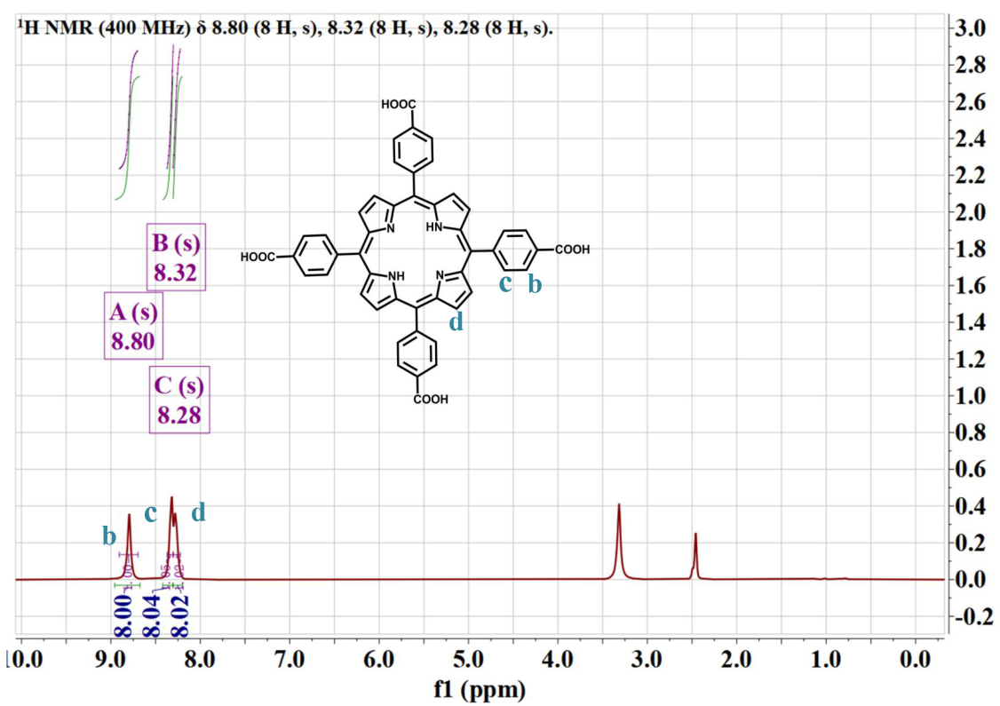 ¹H NMR (400 MHz) δ 8.80 (8 H, s), 8.32 (8 H, s), 8.28 (8 H, s).
HOOC
N
HN
HOOC
COOH
NH
N
c
b
d
COOH
B (s)
8.32
A (s)
8.80
C (s)
8.28
b
c
d
8.00
8.04
8.02
3.0
2.8
2.6
2.4
2.2
2.0
1.8
1.6
1.4
1.2
1.0
0.8
0.6
0.4
0.2
0.0
-0.2
10.0 9.0 8.0 7.0 6.0 5.0 4.0 3.0 2.0 1.0 0.0
f1 (ppm)